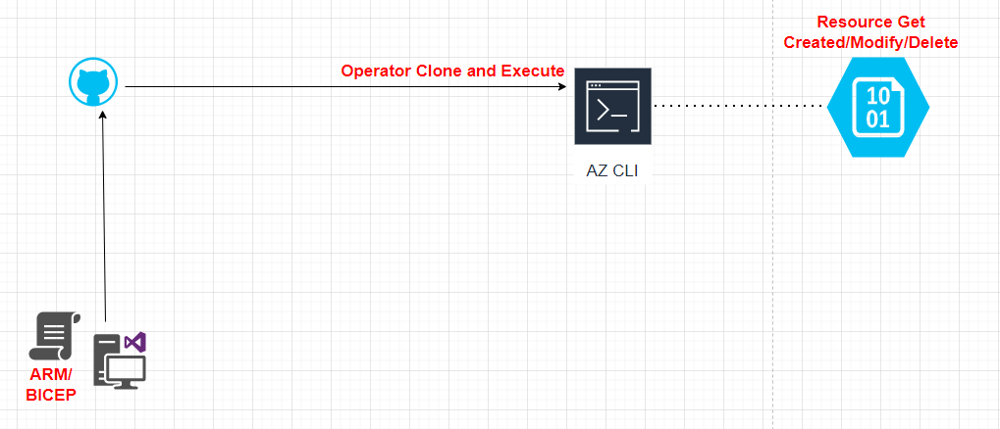 Resource Get
Created/Modify/Delete
Operator Clone and Execute
10
01
AZ CLI
ARM/
BICEP